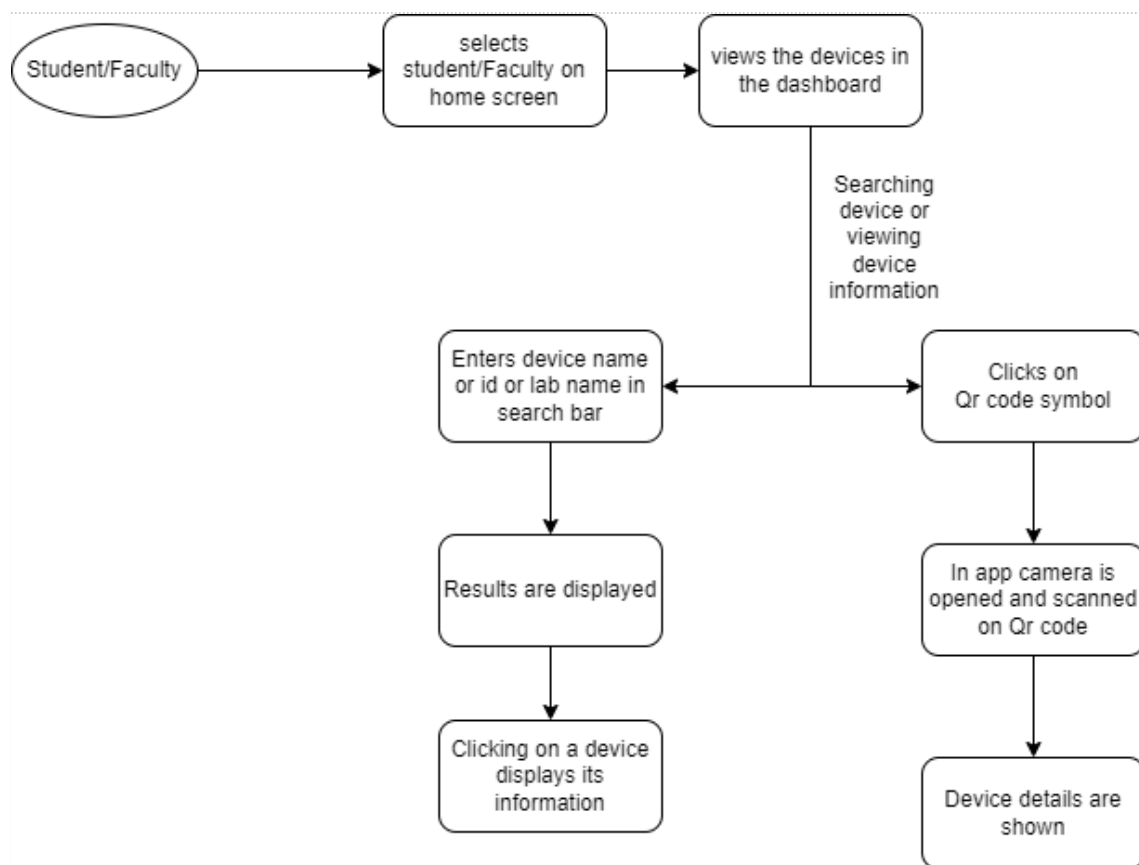 Student/Faculty
selects
student/Faculty on
home screen
views the devices in
the dashboard
Searching
device or
viewing
device
information
Enters device name
or id or lab name in
search bar
Clicks on
Qr code symbol
Results are displayed
In app camera is
opened and scanned
on Qr code
Clicking on a device
displays its
information
Device details are
shown